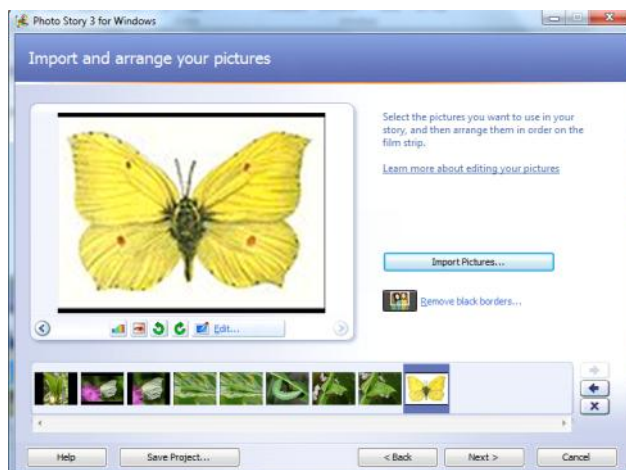 Photo Story 3 for Windows
Import and arrange your pictures
Select the pictures you want to use in your
story, and then arrange them in order on the
film strip.
Learn more about editing your pictures
Import Pictures...
Remove black borders...
Edit...
Help
Save Project...
< Back
Next >
Cancel